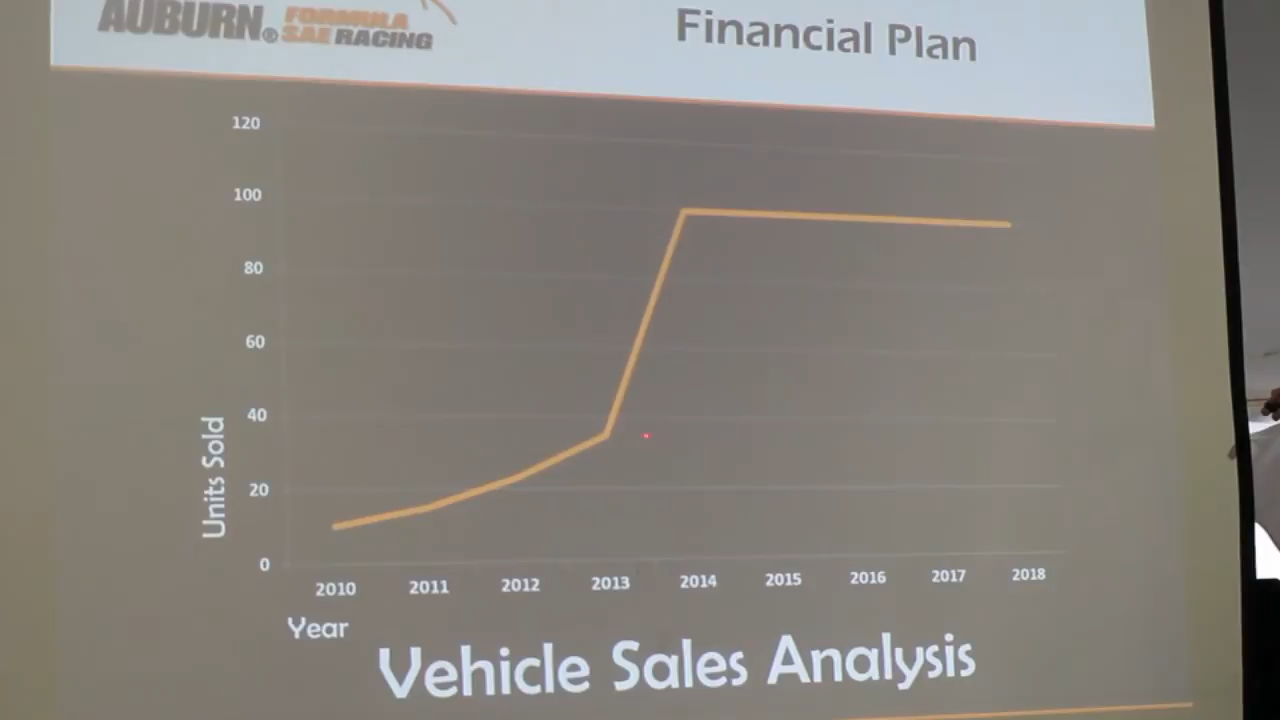 AUBURN® FORMULA
SAE RACING
Financial Plan
120
100
80
60
40
20
0
Units Sold
2010 2011 2012 2013 2014 2015 2016 2017 2018
Year
Vehicle Sales Analysis